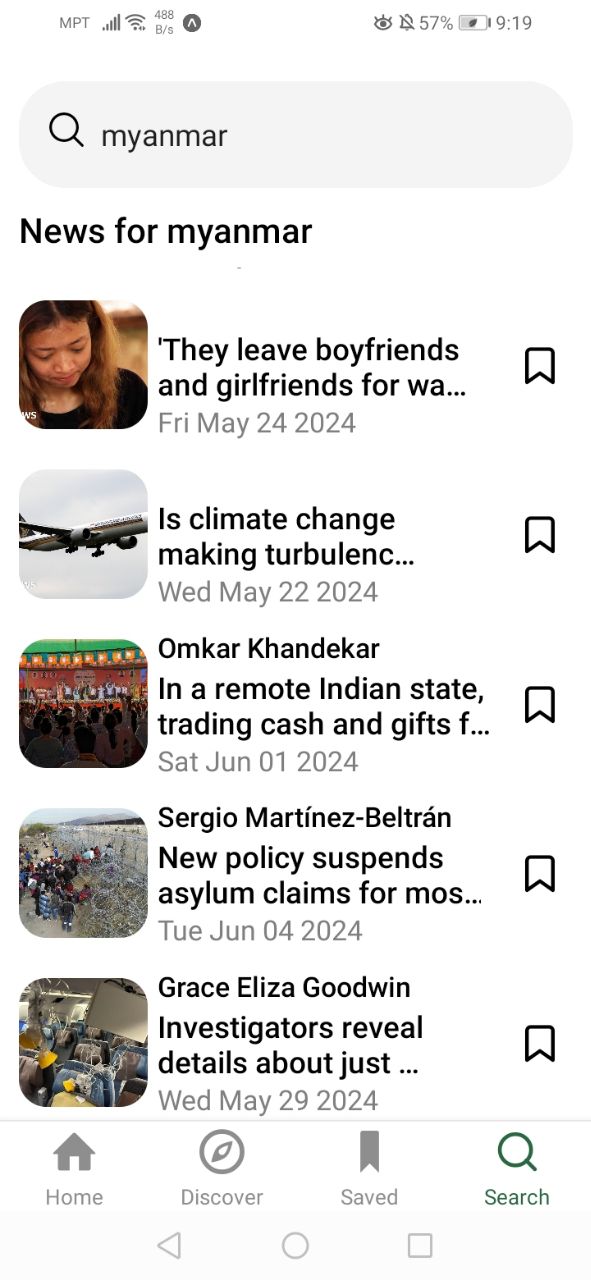 MPT 488 B/s 57% 9:19
myanmar
News for myanmar
'They leave boyfriends
and girlfriends for wa...
Fri May 24 2024
WS
Is climate change
making turbulenc...
Wed May 22 2024
WS
Omkar Khandekar
In a remote Indian state,
trading cash and gifts f...
Sat Jun 01 2024
Sergio Martínez-Beltrán
New policy suspends
asylum claims for mos...
Tue Jun 04 2024
Grace Eliza Goodwin
Investigators reveal
details about just ...
Wed May 29 2024
Home Discover Saved Search